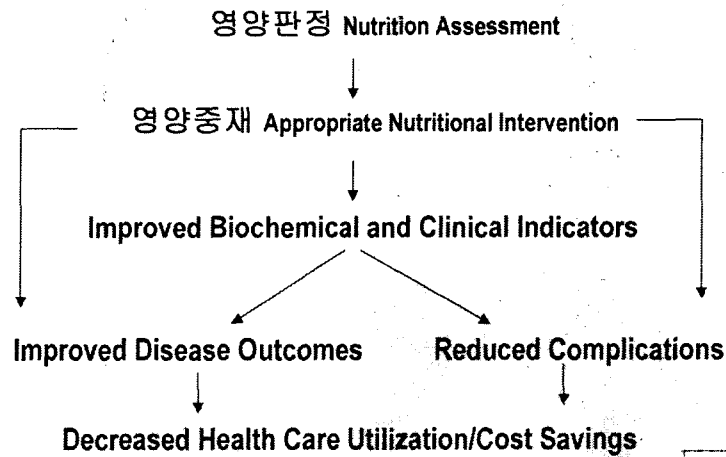 영양판정 Nutrition Assessment
영양중재 Appropriate Nutritional Intervention
Improved Biochemical and Clinical Indicators
Improved Disease Outcomes Reduced Complications
Decreased Health Care Utilization/Cost Savings